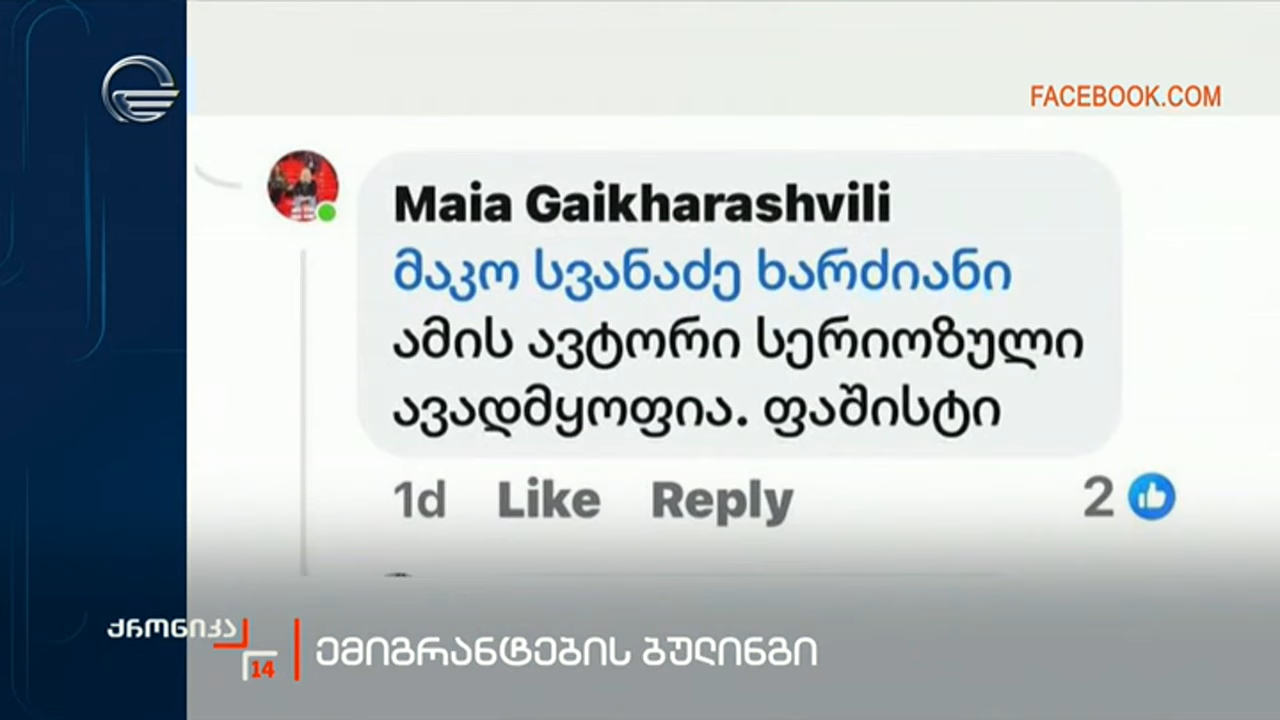 FACEBOOK.COM
Maia Gaikharashvili
მაკო სვანაძე ხარძიანი
ამის ავტორი სერიოზული
ავადმყოფია. ფაშისტი
1d Like Reply 2
ქრონიკა
14
ემიგრანტების ბულინგი